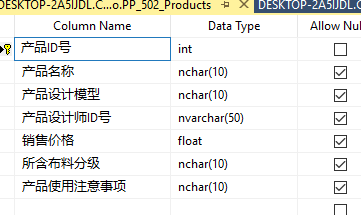 DESKTOP-2A5IJDL.C...o.PP_502_Products
DESKTOP-2A5IJDL.C
Column Name Data Type Allow Nul
产品ID号 int
产品名称 nchar(10)
产品设计模型 nchar(10)
产品设计师ID号 nvarchar(50)
销售价格 float
所含布料分级 nchar(10)
产品使用注意事项 nchar(10)